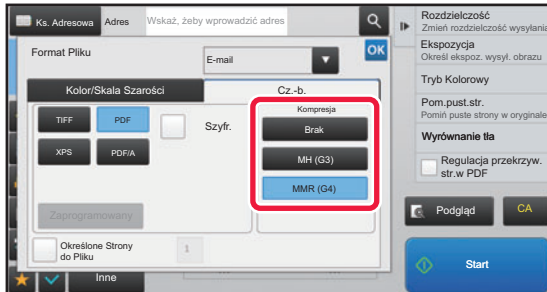 Ks. Adresowa
Adres
Wskaż, żeby wprowadzić adres
Format Pliku
E-mail
OK
Kolor/Skala Szarości
Cz.-b.
TIFF
PDF
Szyfr.
XPS
PDF/A
Zaprogramowany
Kompresja
Brak
MH (G3)
MMR (G4)
Określone Strony
do Pliku
1
Inne
Rozdzielczość
Zmień rozdzielczość wysyłania
Ekspozycja
Określ ekspoz. wysył. obrazu
Tryb Kolorowy
Pom.pust.str.
Pomiń puste strony w oryginale
Wyrównanie tła
Regulacja przekrzyw.
str.w PDF
Podgląd
CA
Start